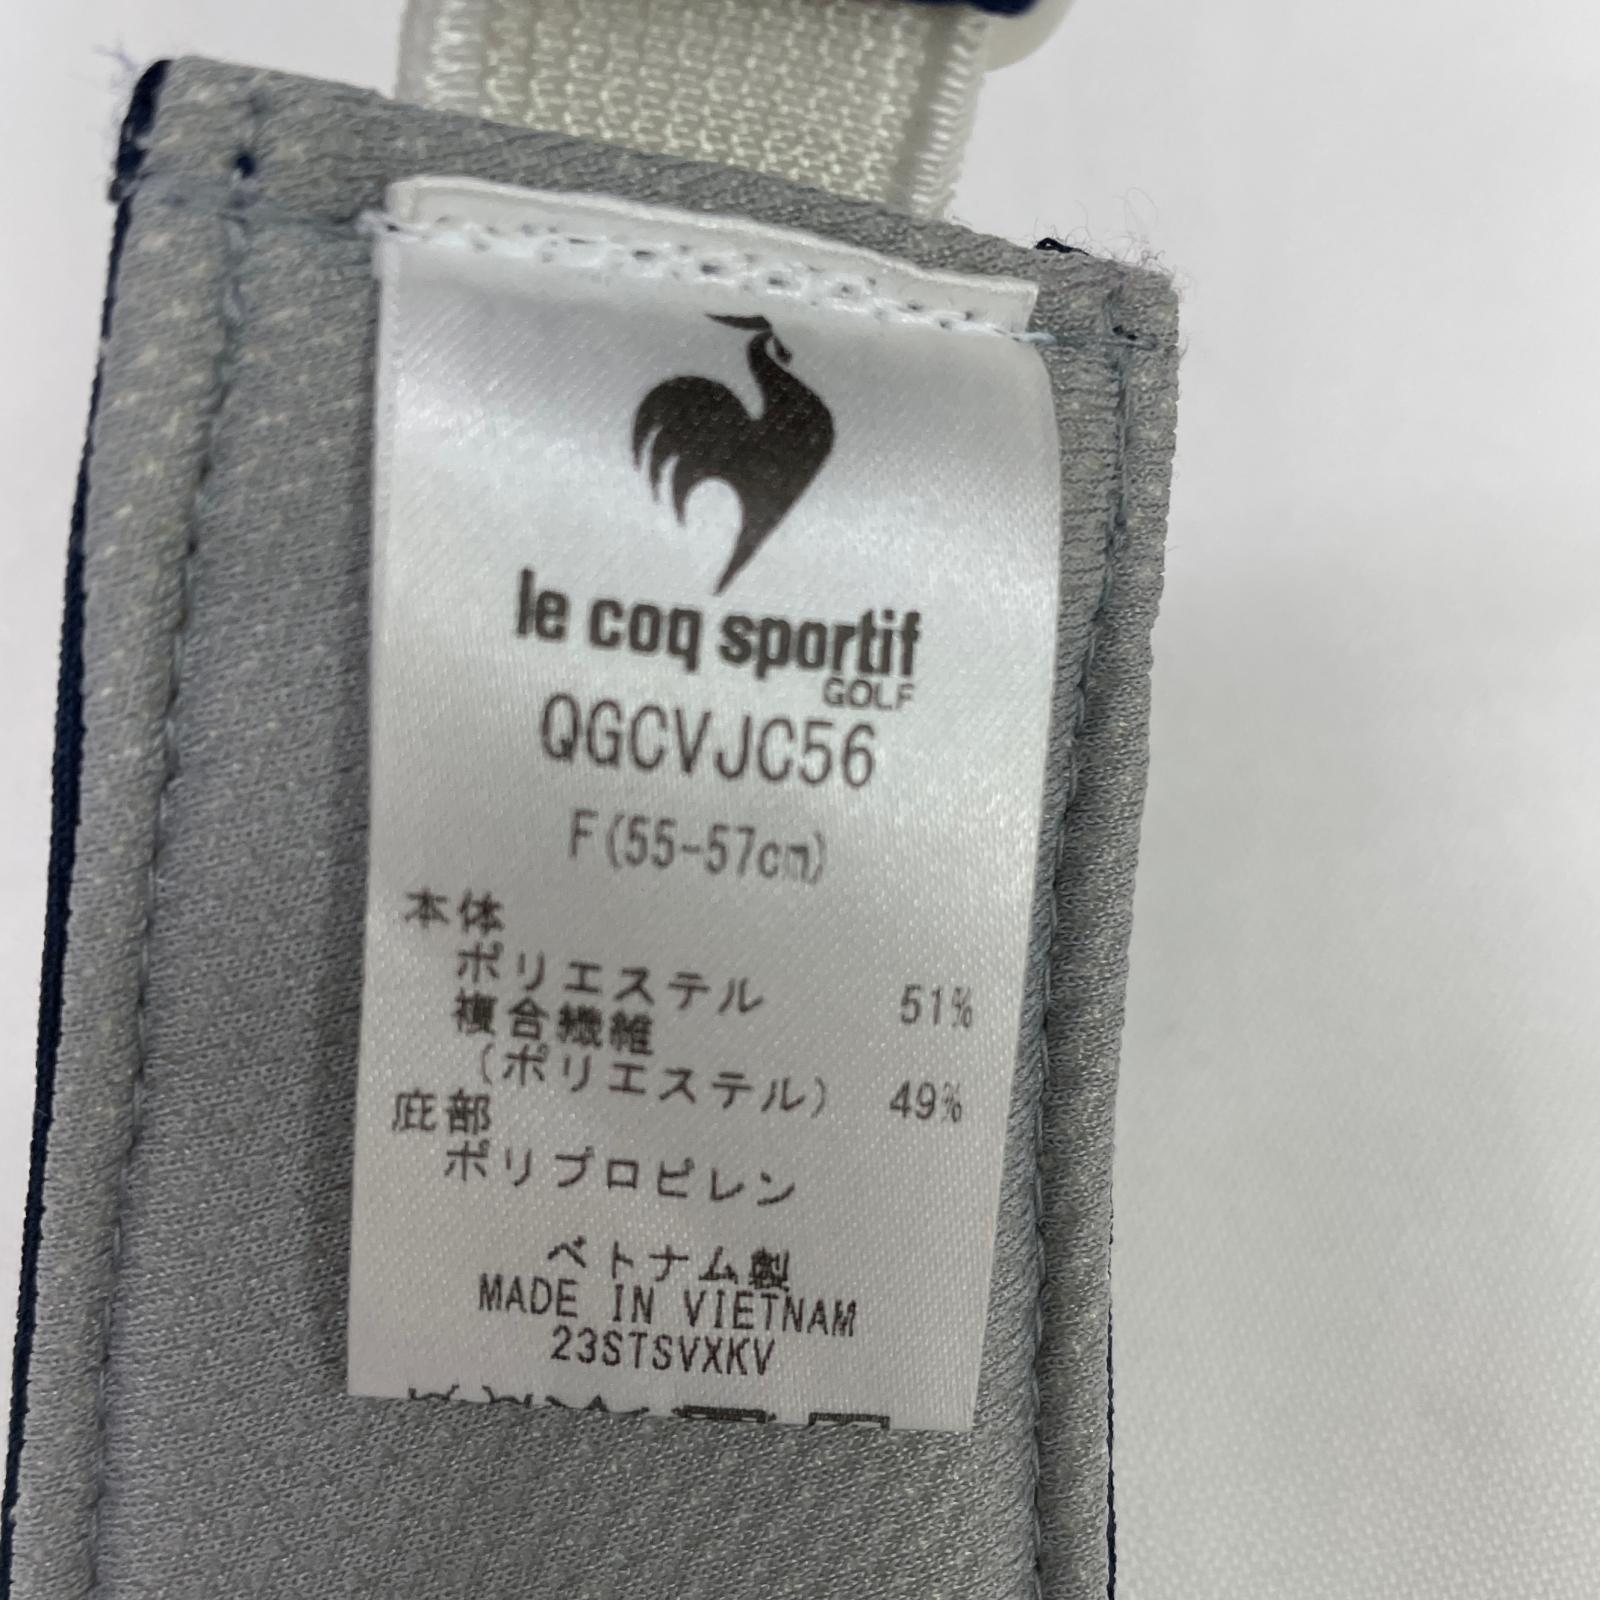 le coq sportif
GOLF
QGCVJC56
F(55-57cm)
本体
ポリエステル 51%
複合繊維
(ポリエステル) 49%
庇部
ポリプロピレン
ベトナム製
MADE IN VIETNAM
23STSVXKV